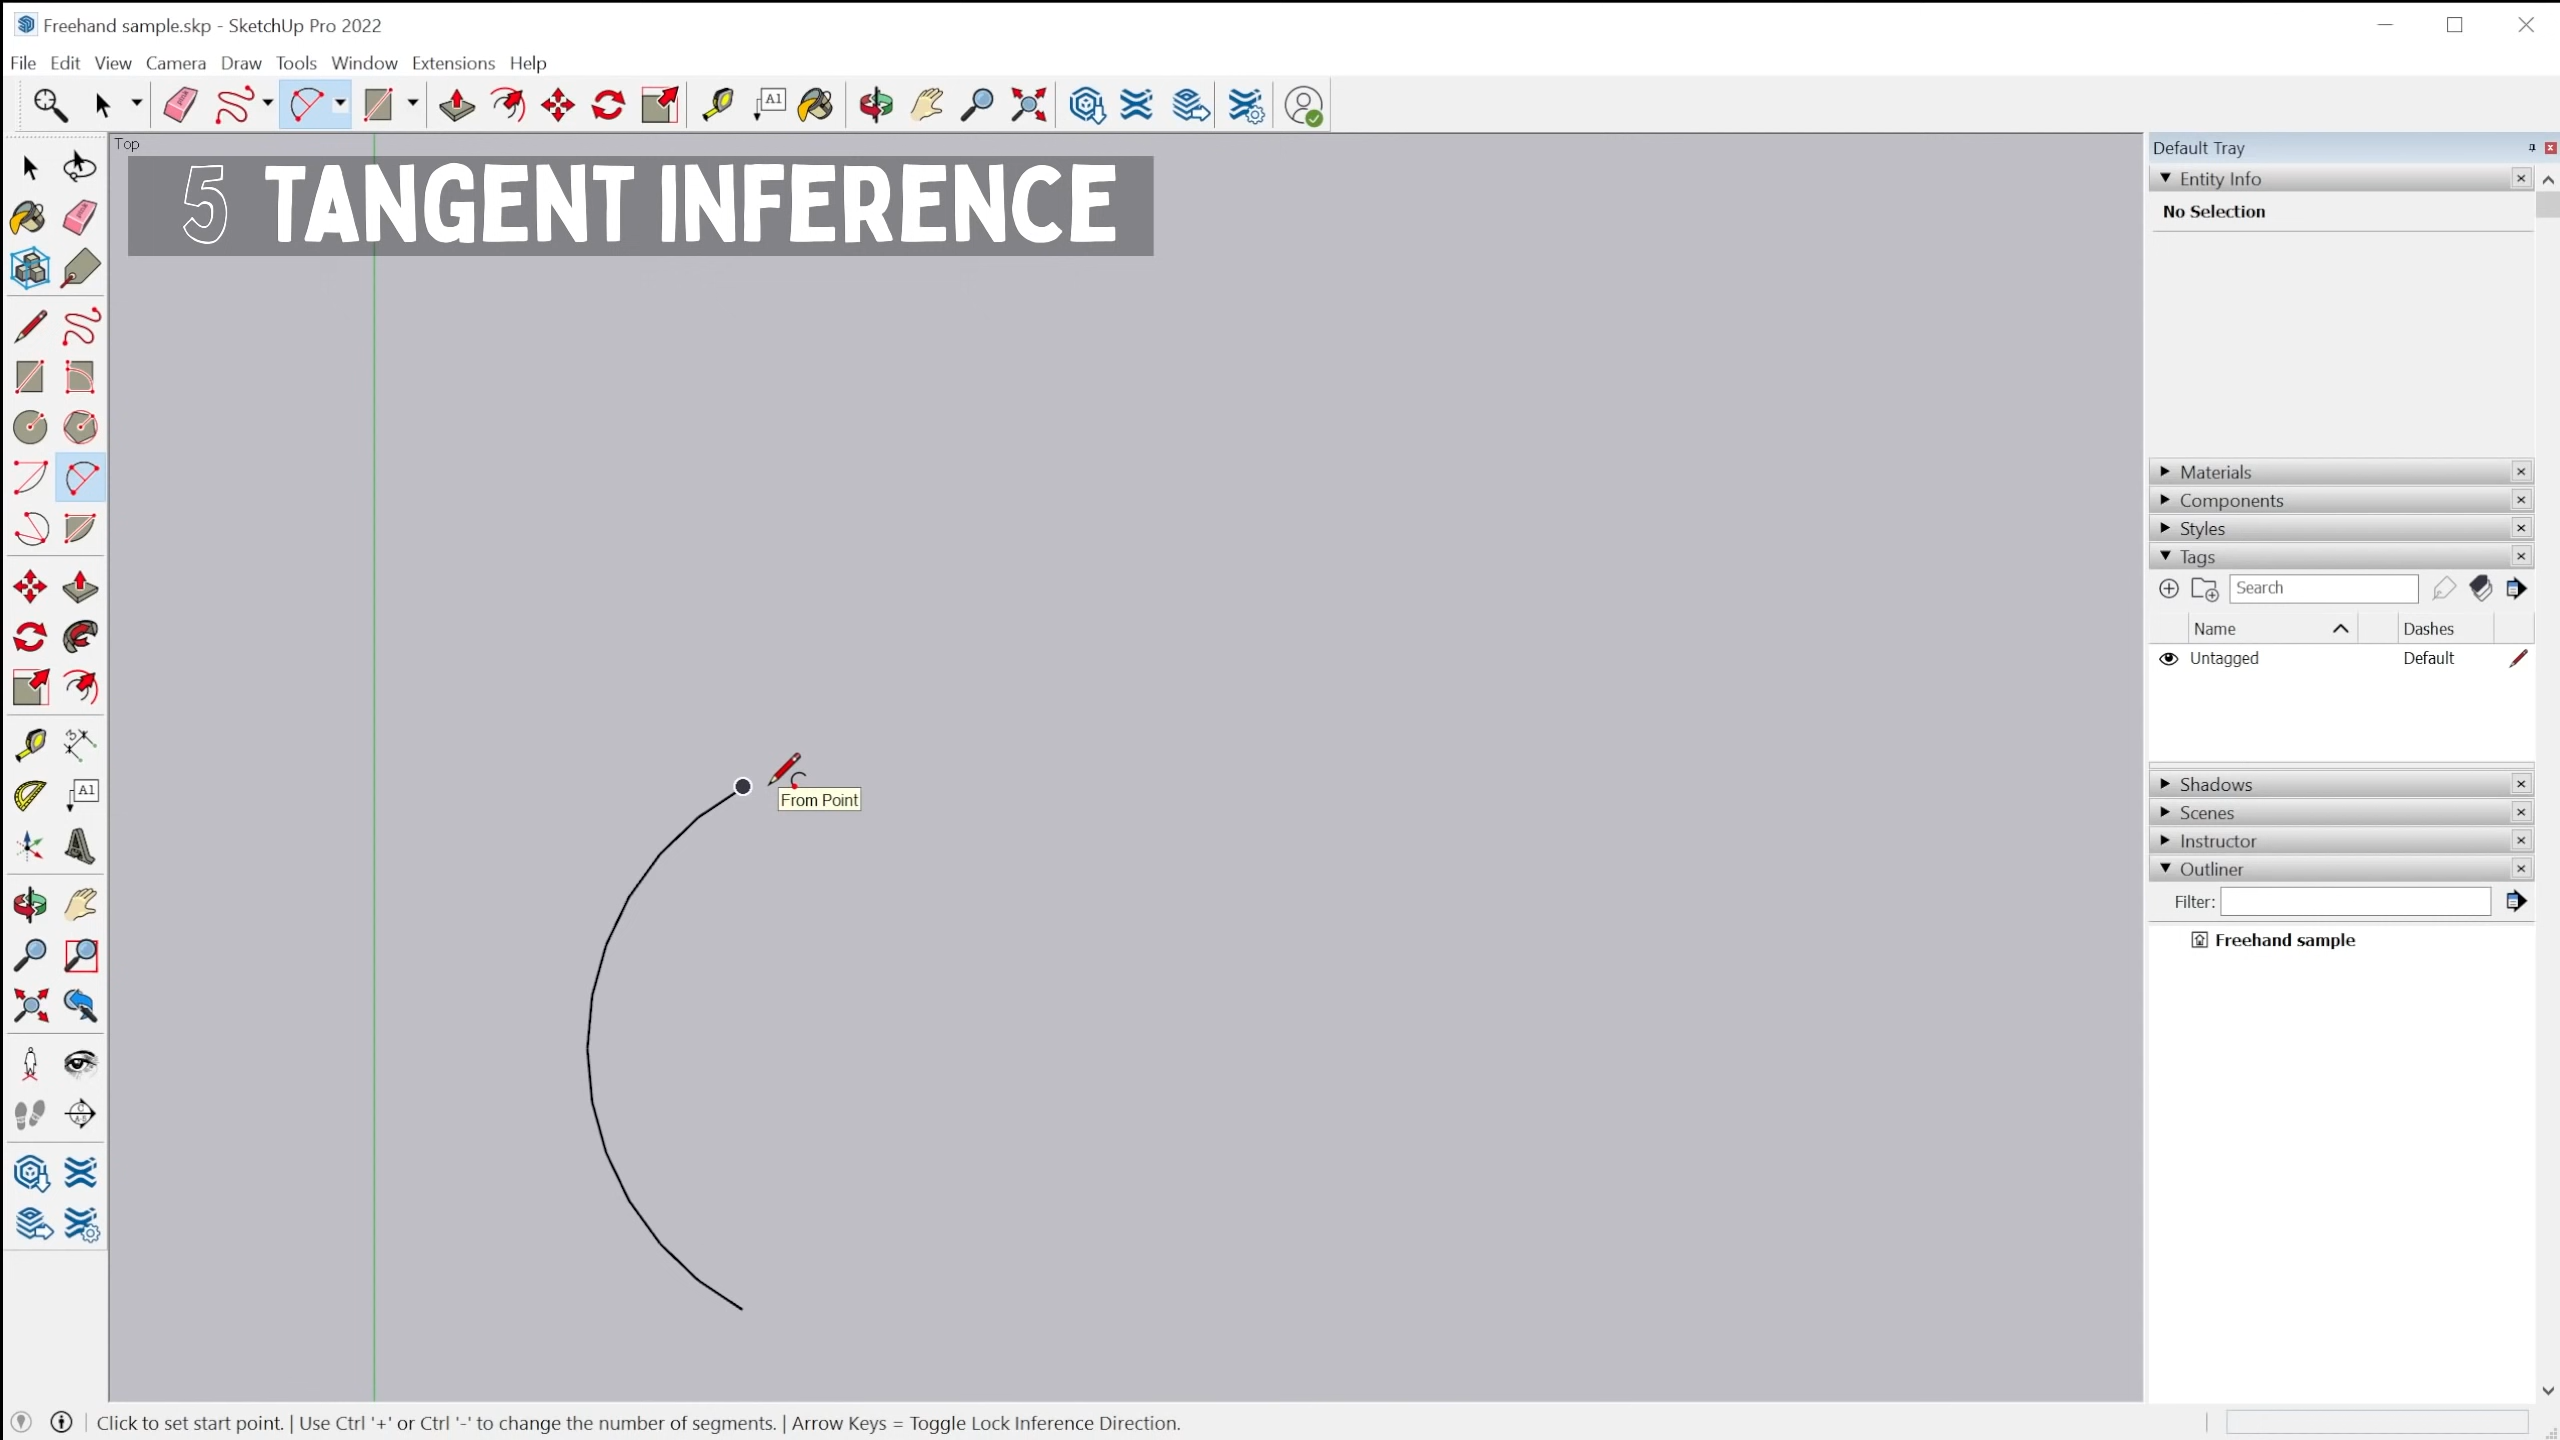 Freehand sample.skp - SketchUp Pro 2022
File Edit View Camera Draw Tools Window Extensions Help
A1
Top
5 TANGENT INFERENCE
From Point
A1
Default Tray
Entity Info
No Selection
Materials
Components
Styles
Tags
Search
Name Dashes
Untagged Default
Shadows
Scenes
Instructor
Outliner
Filter:
Freehand sample
Click to set start point. | Use Ctrl '+' or Ctrl '-' to change the number of segments. | Arrow Keys = Toggle Lock Inference Direction.